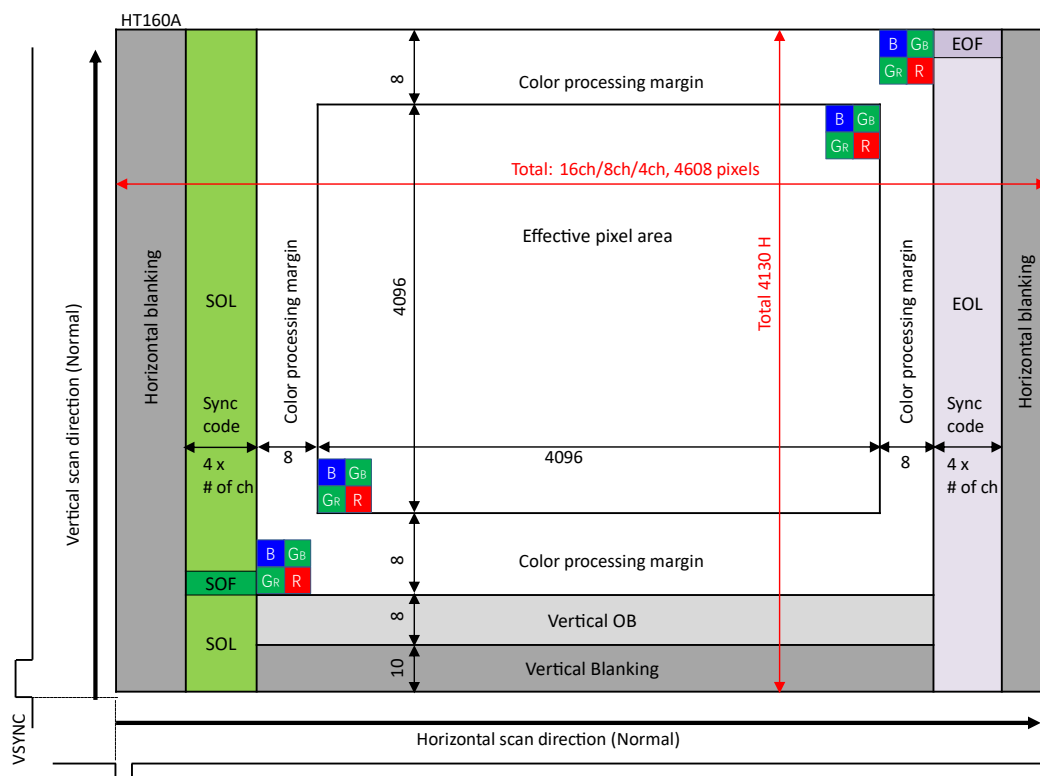 HT160A
B GB
GR R
EOF
8
Color processing margin
B GB
GR R
Total: 16ch/8ch/4ch, 4608 pixels
Effective pixel area
Vertical scan direction (Normal)
Horizontal blanking
SOL
Color processing margin
4096
Total 4130 H
Color processing margin
EOL
Horizontal blanking
Sync
code
4 x
# of ch
8
4096
8
Sync
code
4 x
# of ch
B GB
GR R
B GB
GR R
8
Color processing margin
SOF
8
Vertical OB
SOL
10
Vertical Blanking
VSYNC
Horizontal scan direction (Normal)